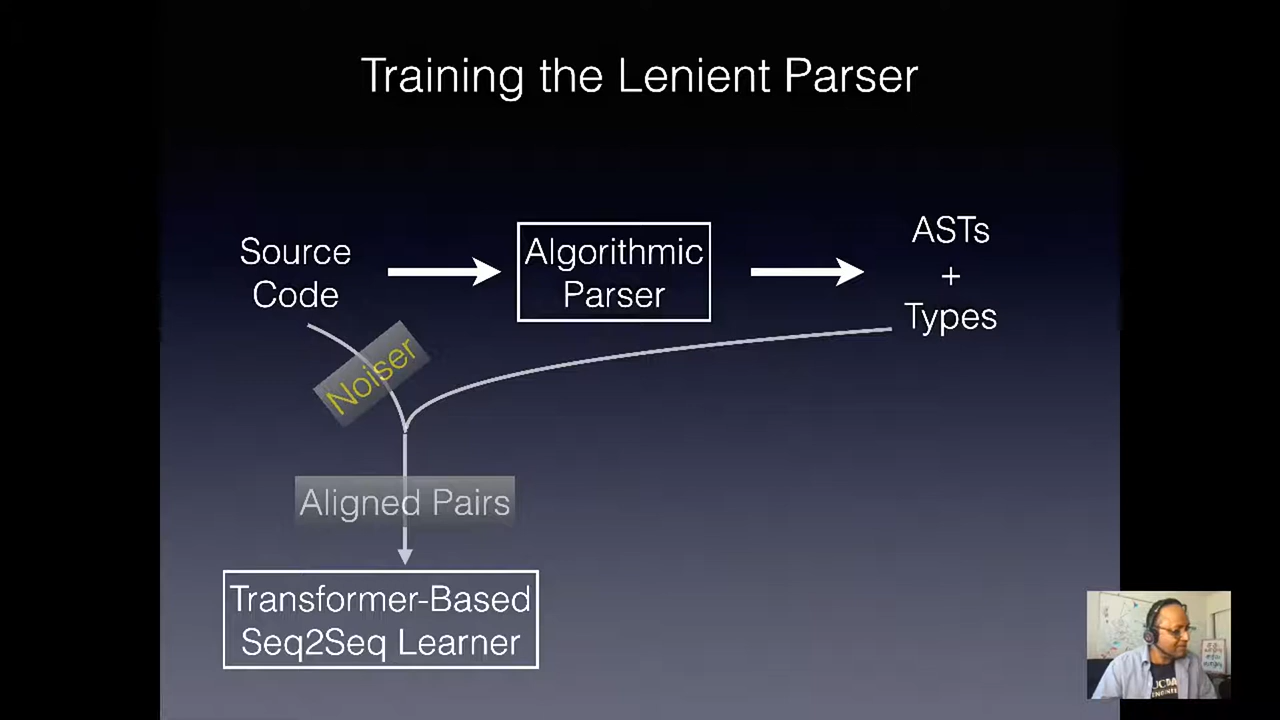 Training the Lenient Parser
Source
Code
Algorithmic
Parser
ASTs
+
Types
Noiser
Aligned Pairs
Transformer-Based
Seq2Seq Learner